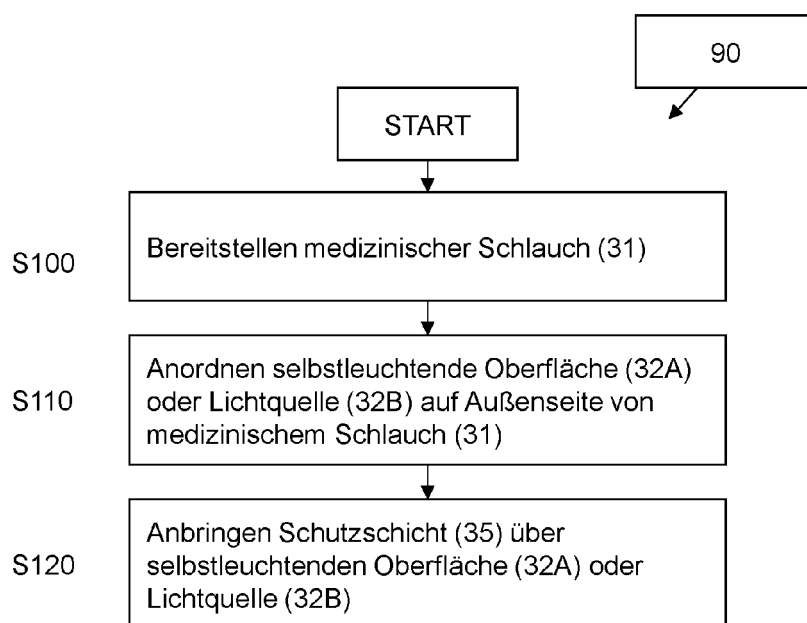 90
START
S100
Bereitstellen medizinischer Schlauch (31)
S110
Anordnen selbstleuchtende Oberfläche (32A)
oder Lichtquelle (32B) auf Außenseite von
medizinischem Schlauch (31)
S120
Anbringen Schutzschicht (35) über
selbstleuchtenden Oberfläche (32A) oder
Lichtquelle (32B)